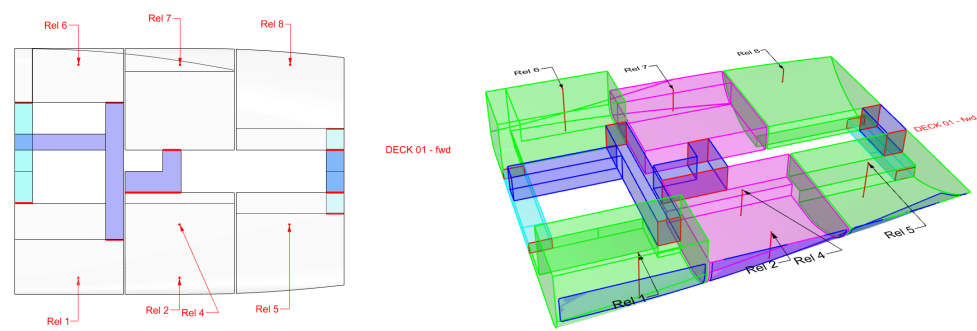 Rel 6
Rel 7
Rel 8
Rel 1
Rel 2
Rel 4
Rel 5
DECK 01 - fwd
Rel 6
Rel 7
Rel 8
DECK 01 - fwd
Rel 1
Rel 2
Rel 4
Rel 5